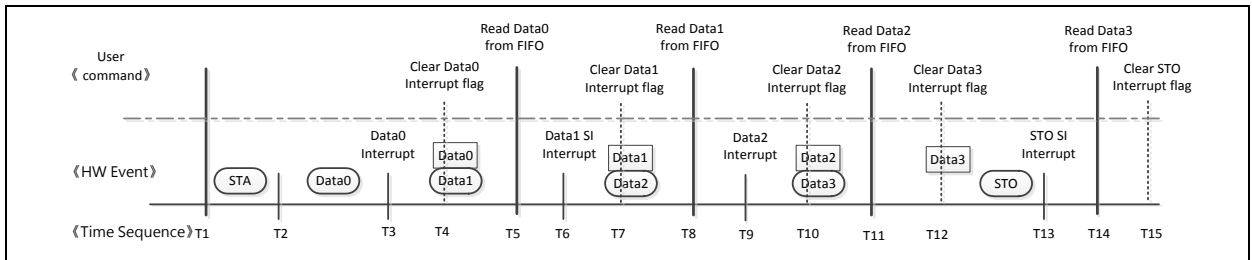 Read Data0
from FIFO
Read Data1
from FIFO
Read Data2
from FIFO
Read Data3
from FIFO
User
《command》
Clear Data0
Interrupt flag
Clear Data1
Interrupt flag
Clear Data2
Interrupt flag
Clear Data3
Interrupt flag
Clear STO
Interrupt flag
Data0
Interrupt
Data1 SI
Interrupt
Data2
Interrupt
STO SI
Interrupt
《HW Event》
STA
Data0
Data0
Data1
Data1
Data2
Data2
Data3
Data3
STO
《Time Sequence》 T1 T2 T3 T4 T5 T6 T7 T8 T9 T10 T11 T12 T13 T14 T15